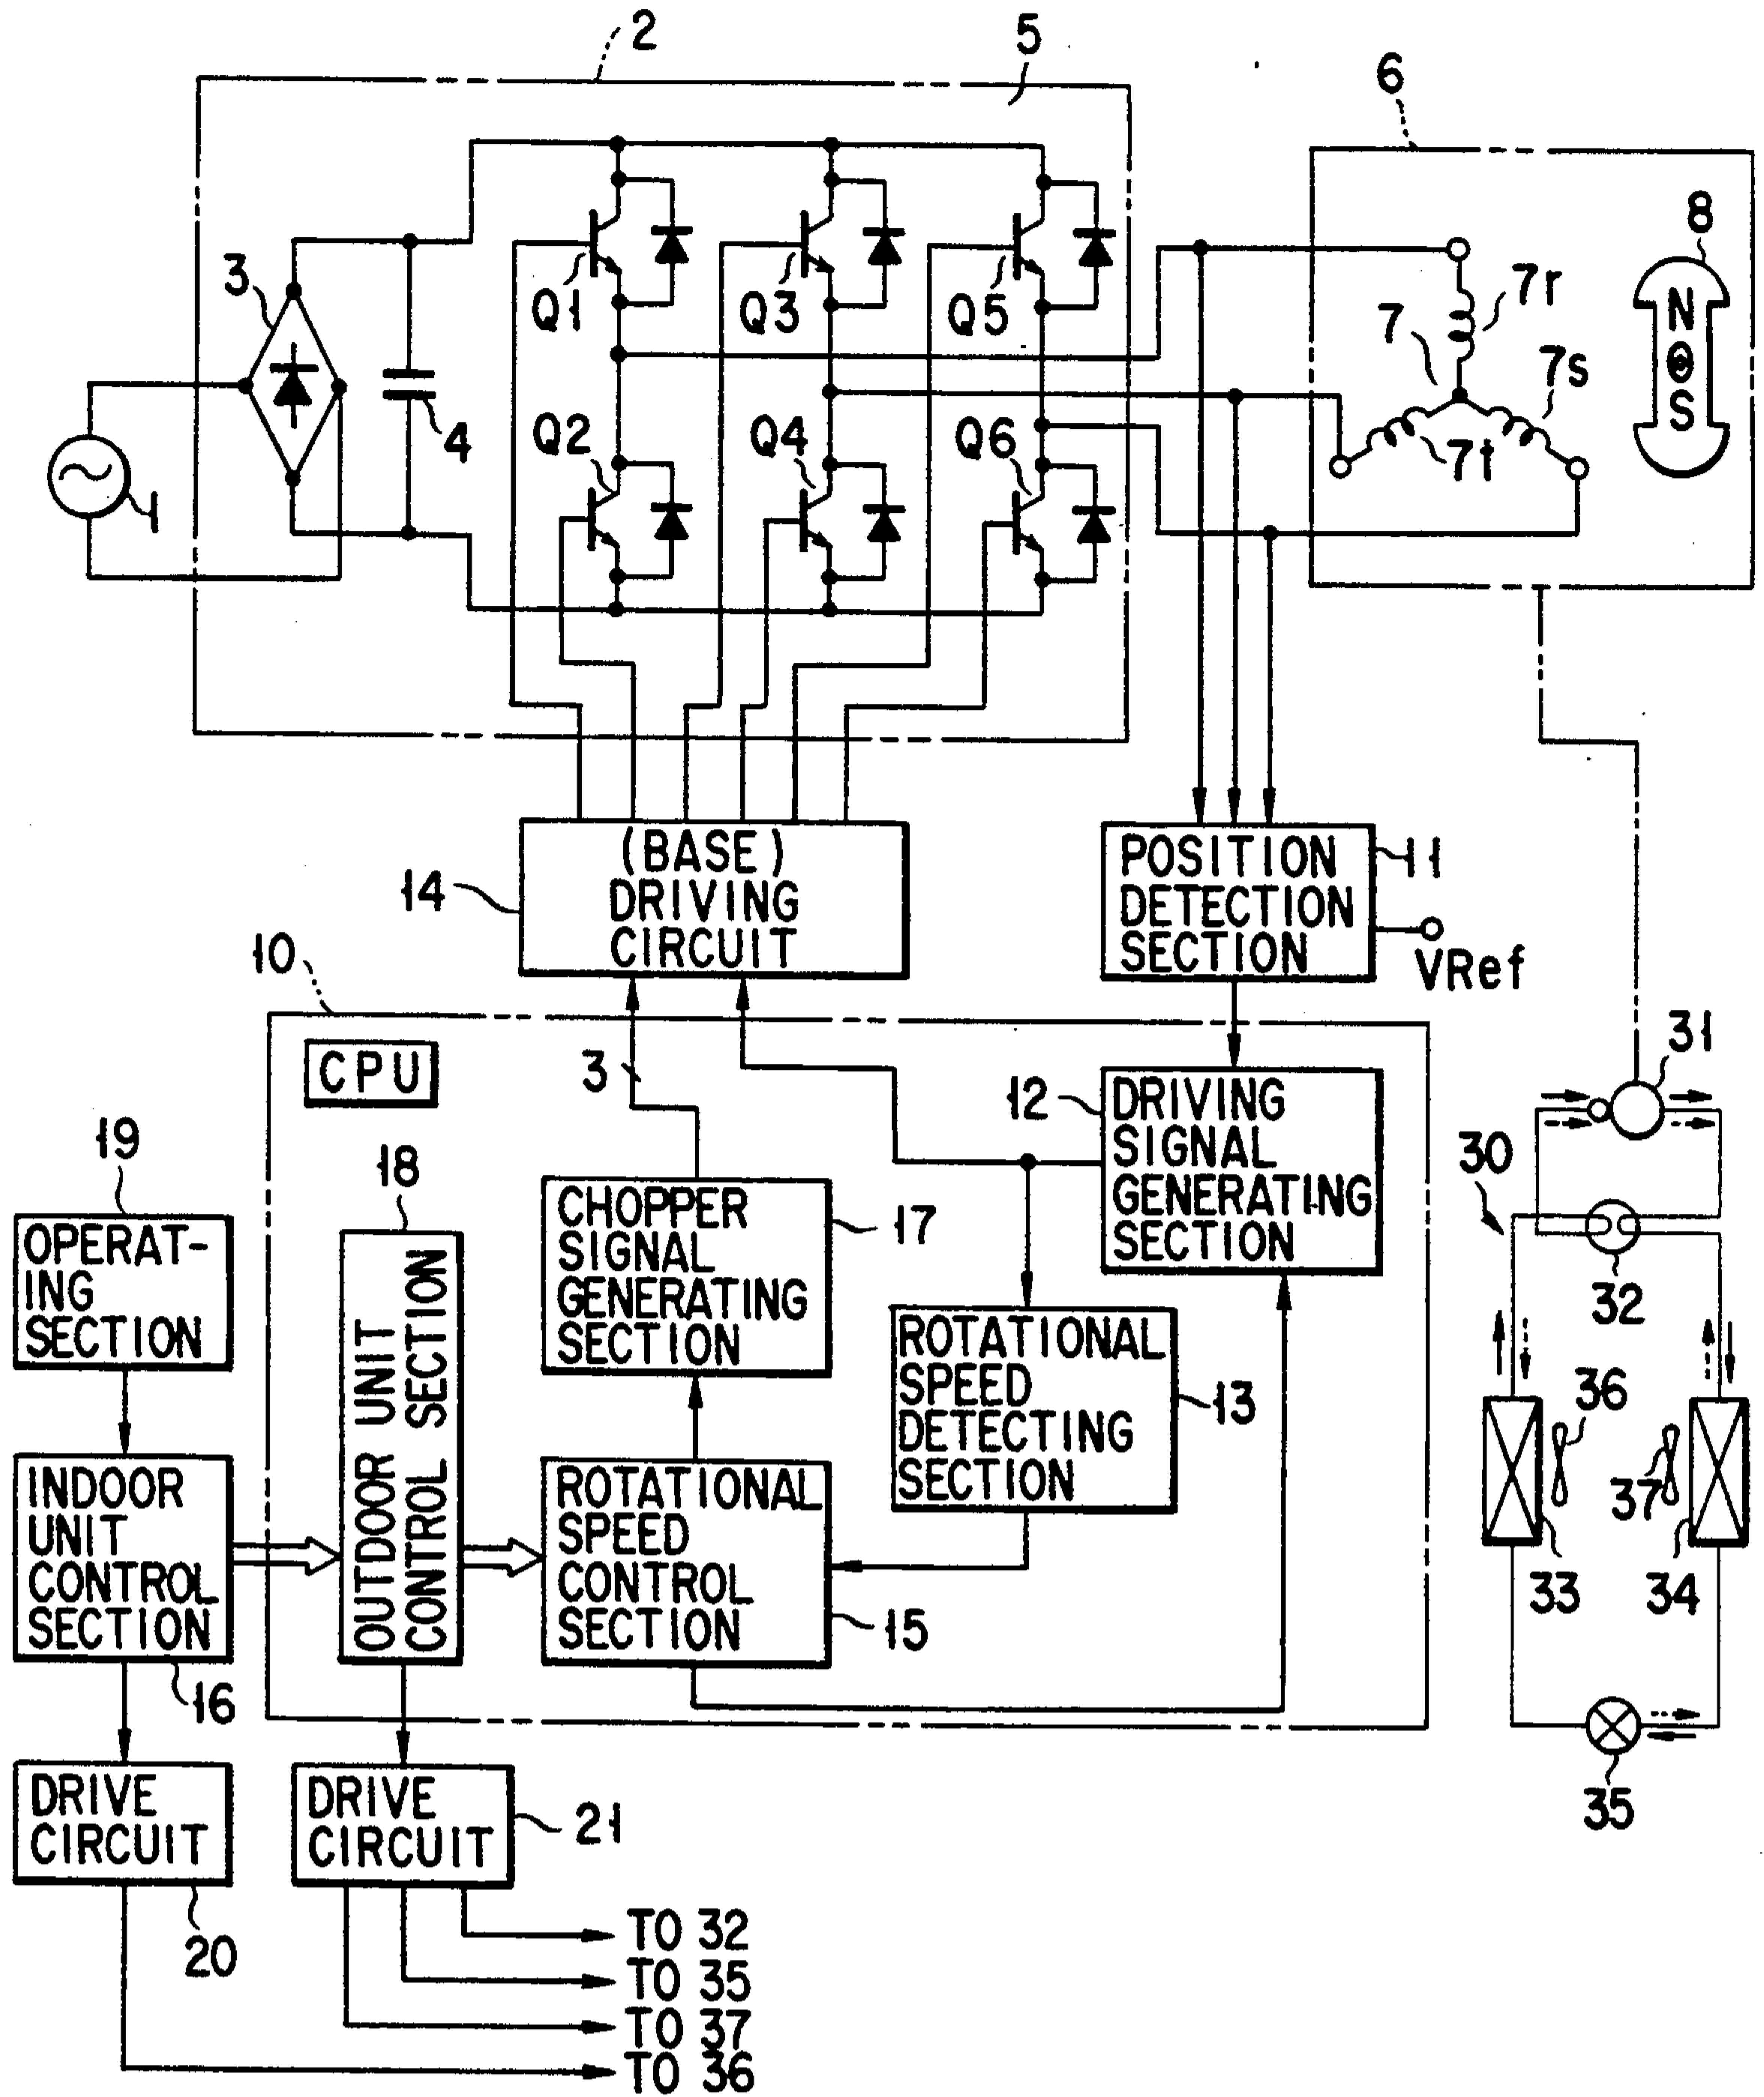 2
5
6
8
3
Q1
Q3
Q5
7
7r
7s
N
S
4
Q2
Q4
Q6
7t
1
14
(BASE)
DRIVING
CIRCUIT
POSITION
DETECTION
SECTION
11
VRef
10
CPU
3
12
DRIVING
SIGNAL
GENERATING
SECTION
31
30
19
18
OPERAT-
ING
SECTION
CHOPPER
SIGNAL
GENERATING
SECTION
17
32
OUTDOOR UNIT
CONTROL SECTION
ROTATIONAL
SPEED
DETECTING
SECTION
13
36
37
33
34
INDOOR
UNIT
CONTROL
SECTION
ROTATIONAL
SPEED
CONTROL
SECTION
15
16
35
DRIVE
CIRCUIT
20
DRIVE
CIRCUIT
21
TO 32
TO 35
TO 37
TO 36